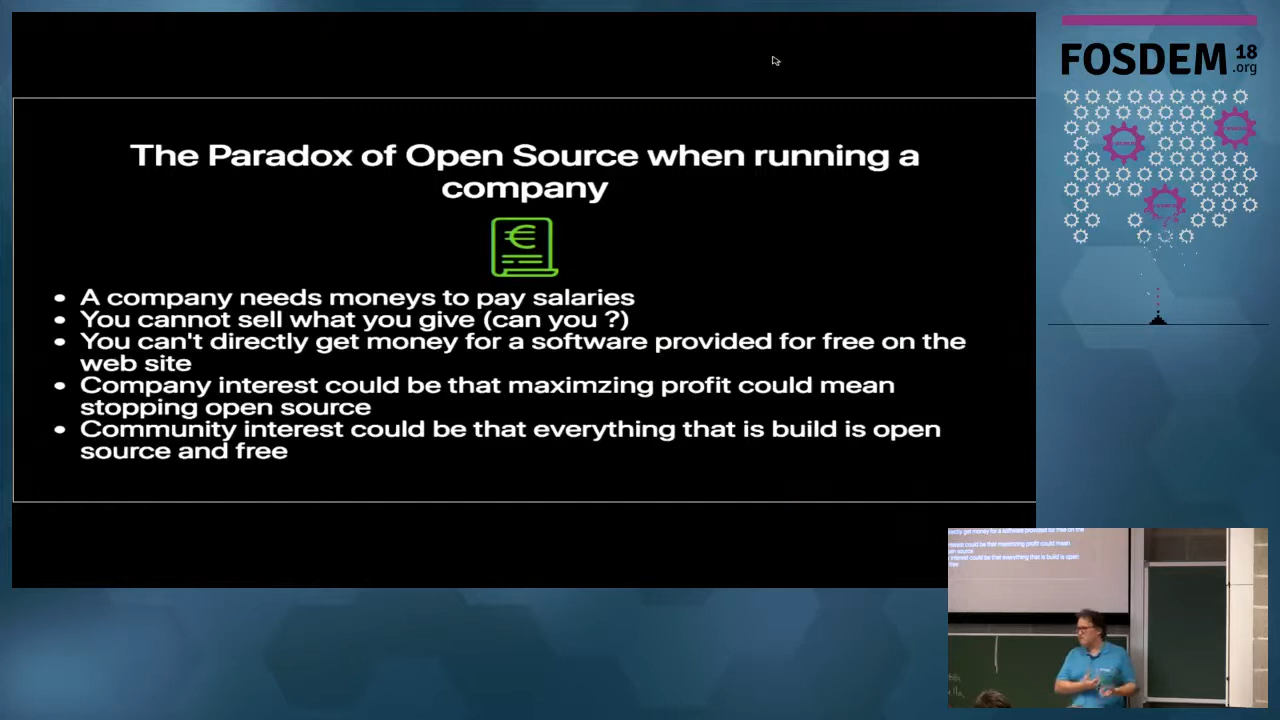 The Paradox of Open Source when running a
company
€
• A company needs moneys to pay salaries
• You cannot sell what you give (can you ?)
• You can't directly get money for a software provided for free on the
web site
• Company interest could be that maximzing profit could mean
stopping open source
• Community interest could be that everything that is build is open
source and free
FOSDEM 18
.org